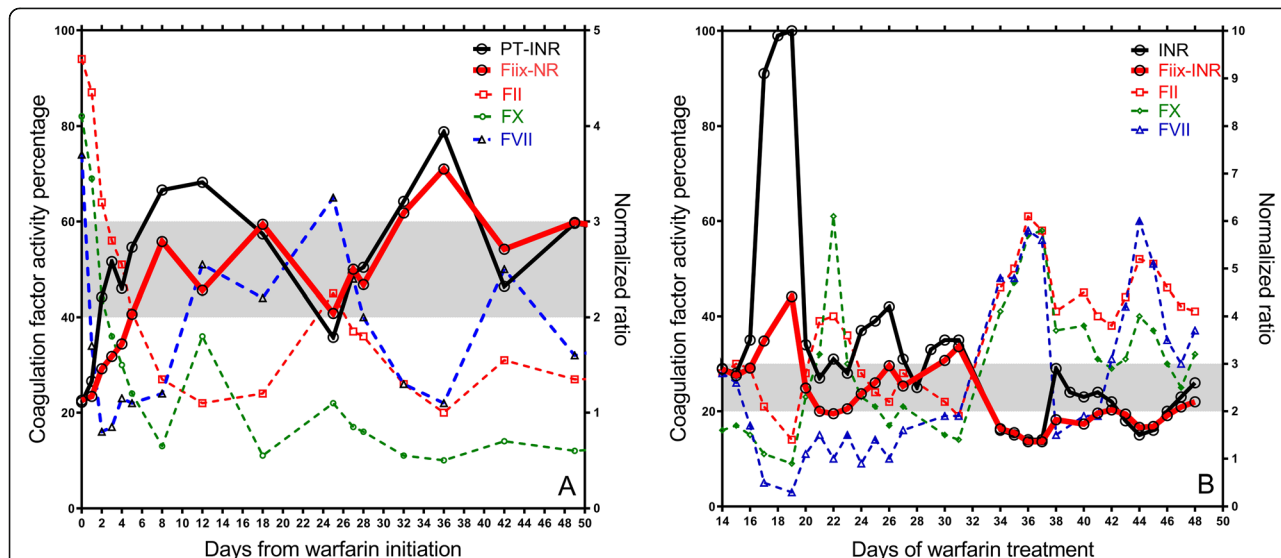 100
80
60
40
20
0
Coagulation factor activity percentage
5
4
3
2
1
0
Normalized ratio
PT-INR
Fiix-NR
FII
FX
FVII
A
0 2 4 6 8 10 12 14 16 18 20 22 24 26 28 30 32 34 36 38 40 42 44 46 48 50
Days from warfarin initiation
100
80
60
40
20
0
Coagulation factor activity percentage
10
9
8
7
6
5
4
3
2
1
0
Normalized ratio
INR
Fiix-INR
FII
FX
FVII
B
14 16 18 20 22 24 26 28 30 32 34 36 38 40 42 44 46 48 50
Days of warfarin treatment